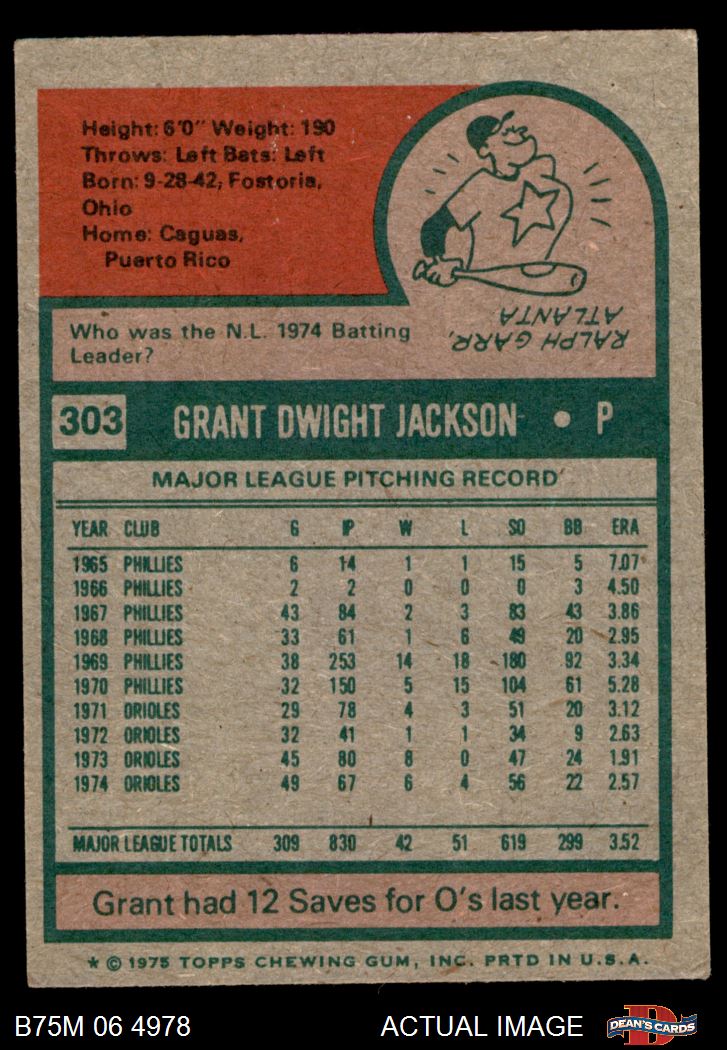 Height: 6'0" Weight: 190
Throws: Left Bats: Left
Born: 9-28-42, Fostoria,
Ohio
Home: Caguas,
Puerto Rico
Who was the N.L. 1974 Batting
Leader?
RALPH GARR,
ATLANTA
303 GRANT DWIGHT JACKSON • P
MAJOR LEAGUE PITCHING RECORD
YEAR CLUB G IP W L SO BB ERA
1965 PHILLIES 6 14 1 1 15 5 7.07
1966 PHILLIES 2 2 0 0 0 3 4.50
1967 PHILLIES 43 84 2 3 83 43 3.86
1968 PHILLIES 33 61 1 6 49 20 2.95
1969 PHILLIES 38 253 14 18 180 92 3.34
1970 PHILLIES 32 150 5 15 104 61 5.28
1971 ORIOLES 29 78 4 3 51 20 3.12
1972 ORIOLES 32 41 1 1 34 9 2.63
1973 ORIOLES 45 80 8 0 47 24 1.91
1974 ORIOLES 49 67 6 4 56 22 2.57
MAJOR LEAGUE TOTALS 309 830 42 51 619 299 3.52
Grant had 12 Saves for O's last year.
* © 1975 TOPPS CHEWING GUM, INC. PRTD IN U.S.A.
B75M 06 4978 ACTUAL IMAGE D DEAN'S CARDS